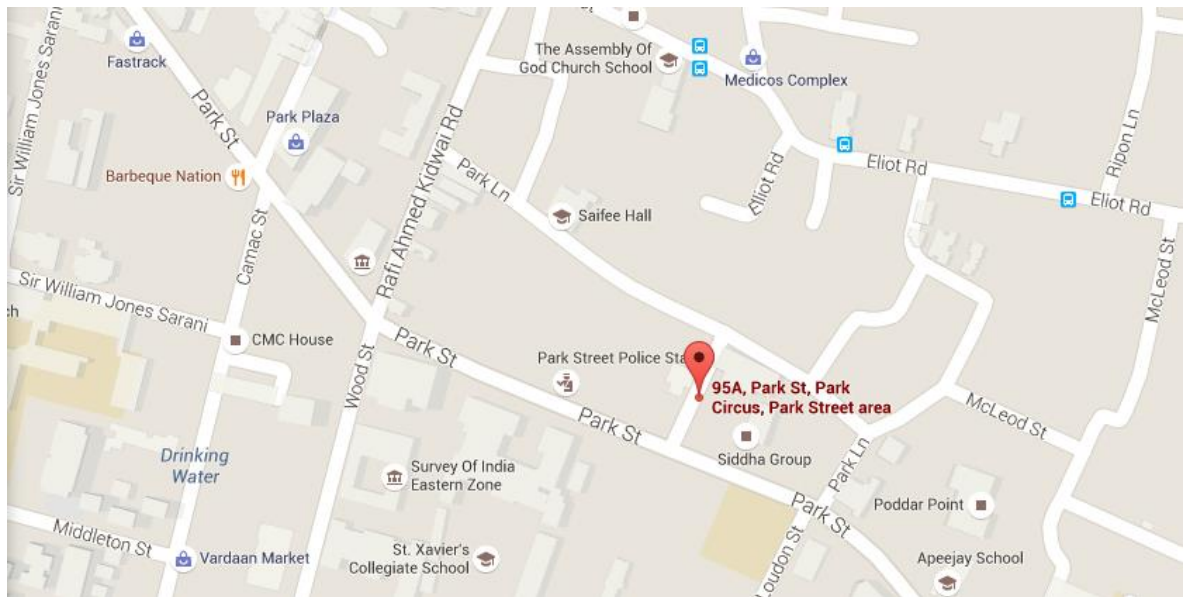 Sir William Jones Sarani
Fastrack
Park St
Park Plaza
Barbeque Nation
Camac St
Rafi Ahmed Kidwai Rd
The Assembly Of
God Church School
Medicos Complex
Park Ln
Saifee Hall
Elliot Rd
Eliot Rd
Eliot Rd
Ripon Ln
McLeod St
Sir William Jones Sarani
ch
CMC House
Wood St
Park St
Park Street Police Sta
95A, Park St, Park
Circus, Park Street area
Park St
Siddha Group
McLeod St
Park Ln
Drinking
Water
Survey Of India
Eastern Zone
Park St
Poddar Point
Middleton St
Vardaan Market
St. Xavier's
Collegiate School
Loudon St
Apeejay School